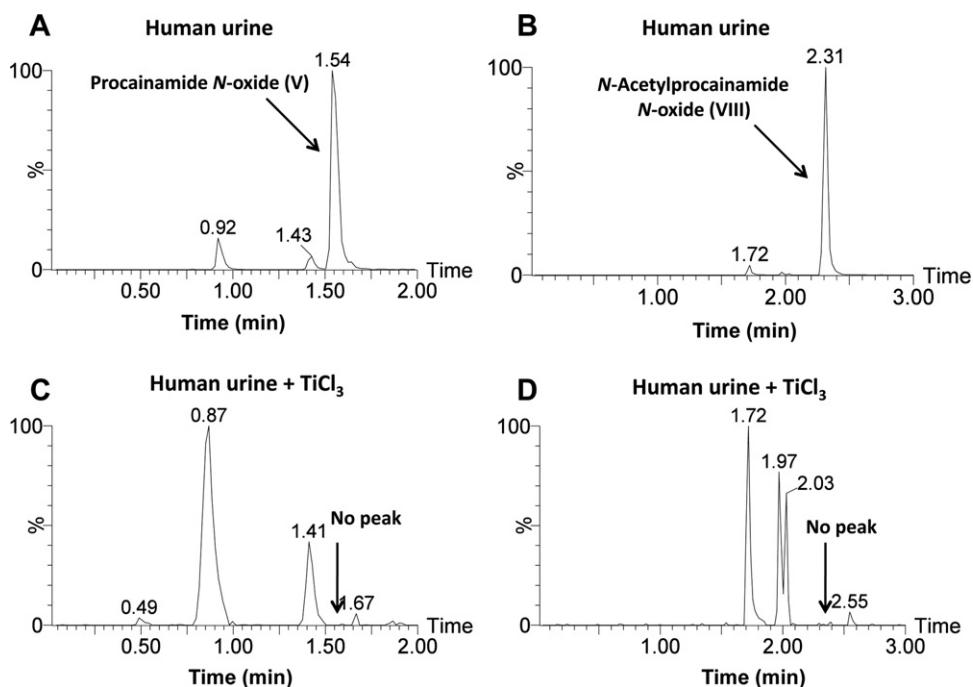 A
Human urine
1.54
100
Procainamide N-oxide (V)
%
0.92
1.43
0
Time
0.50 1.00 1.50 2.00
Time (min)
B
Human urine
2.31
100
N-Acetylprocainamide
N-oxide (VIII)
%
1.72
0
Time
1.00 2.00 3.00
Time (min)
C
Human urine + TiCl₃
0.87
100
%
No peak
1.41
0.49
1.67
0
Time
0.50 1.00 1.50 2.00
Time (min)
D
Human urine + TiCl₃
1.72
100
1.97
2.03
%
No peak
2.55
0
Time
1.00 2.00 3.00
Time (min)